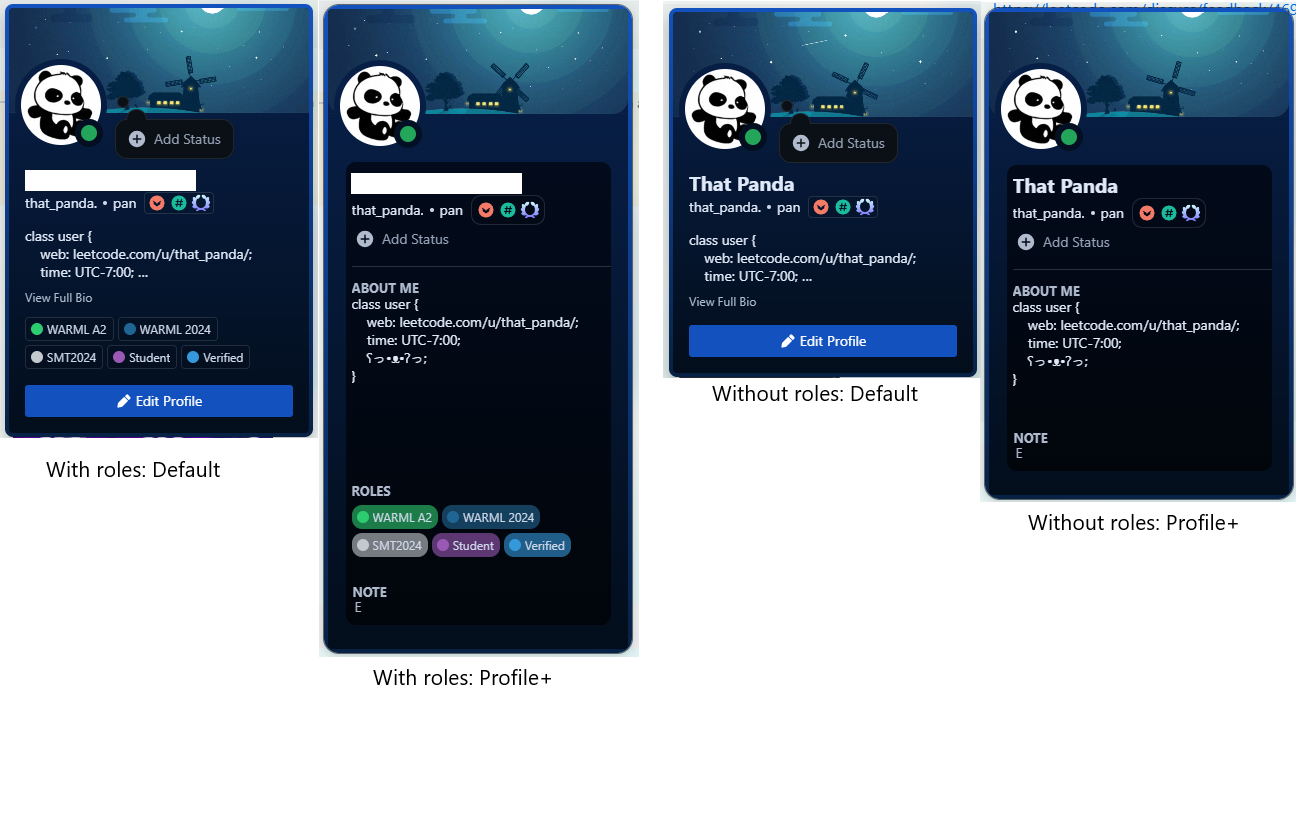 Add Status
that_panda. • pan
class user {
web: leetcode.com/u/that_panda/;
time: UTC-7:00; ...
View Full Bio
WARML A2
WARML 2024
SMT2024
Student
Verified
Edit Profile
With roles: Default
that_panda. • pan
Add Status
ABOUT ME
class user {
web: leetcode.com/u/that_panda/;
time: UTC-7:00;
ʕっ•ᴥ•ʔっ;
}
ROLES
WARML A2
WARML 2024
SMT2024
Student
Verified
NOTE
E
With roles: Profile+
Add Status
That Panda
that_panda. • pan
class user {
web: leetcode.com/u/that_panda/;
time: UTC-7:00; ...
View Full Bio
Edit Profile
Without roles: Default
That Panda
that_panda. • pan
Add Status
ABOUT ME
class user {
web: leetcode.com/u/that_panda/;
time: UTC-7:00;
ʕっ•ᴥ•ʔっ;
}
NOTE
E
Without roles: Profile+